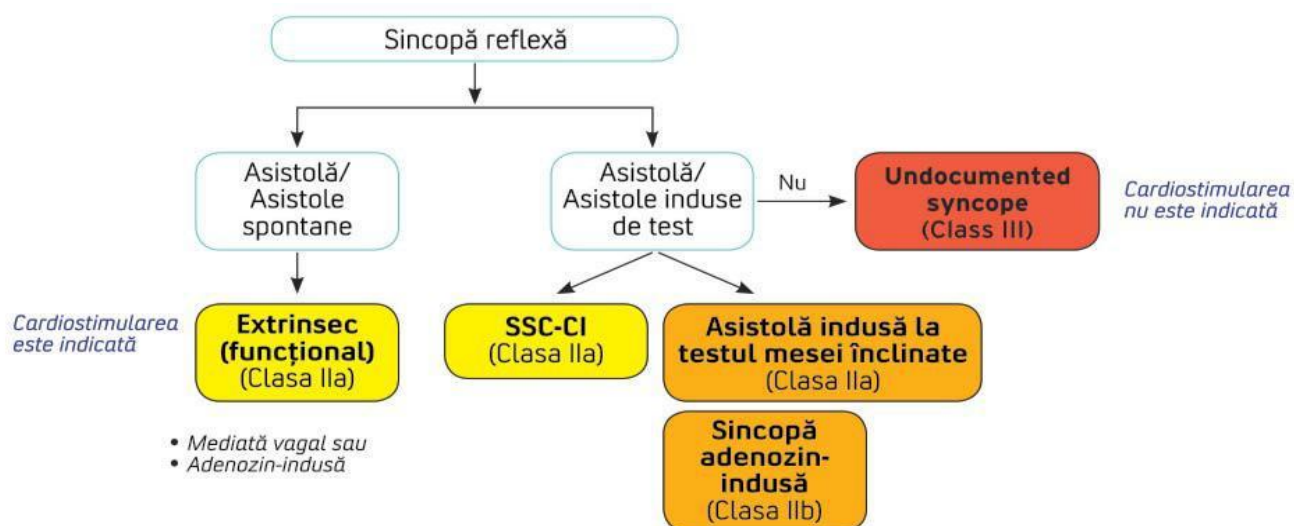 Sincopă reflexă
Asistolă/
Asistole
spontane
Asistolă/
Asistole induse
de test
Nu
Undocumented
syncope
(Class III)
Cardiostimularea
nu este indicată
Cardiostimularea
este indicată
Extrinsec
(funcțional)
(Clasa IIa)
SSC-CI
(Clasa IIa)
Asistolă indusă la
testul mesei înclinate
(Clasa IIa)
• Mediată vagal sau
• Adenozin-indusă
Sincopă
adenozin-
indusă
(Clasa IIb)